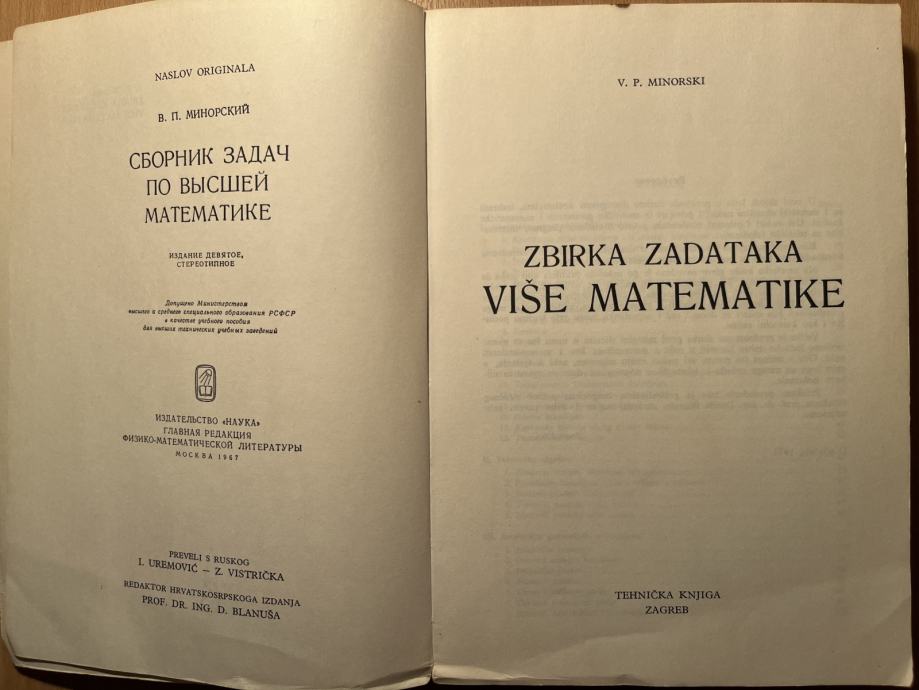 NASLOV ORIGINALA
В. П. МИНОРСКИЙ
СБОРНИК ЗАДАЧ
ПО ВЫСШЕЙ
МАТЕМАТИКЕ
ИЗДАНИЕ ДЕВЯТОЕ,
СТЕРЕОТИПНОЕ
Допущено Министерством
высшего и среднего специального образования РСФСР
в качестве учебного пособия
для высших технических учебных заведений
ИЗДАТЕЛЬСТВО «НАУКА»
ГЛАВНАЯ РЕДАКЦИЯ
ФИЗИКО-МАТЕМАТИЧЕСКОЙ ЛИТЕРАТУРЫ
МОСКВА 1967
PREVELI S RUSKOG
I. UREMOVIĆ – Z. VISTRIČKA
REDAKTOR HRVATSKOSRPSKOGA IZDANJA
PROF. DR. ING. D. BLANUŠA
V. P. MINORSKI
ZBIRKA ZADATAKA
VIŠE MATEMATIKE
TEHNIČKA KNJIGA
ZAGREB